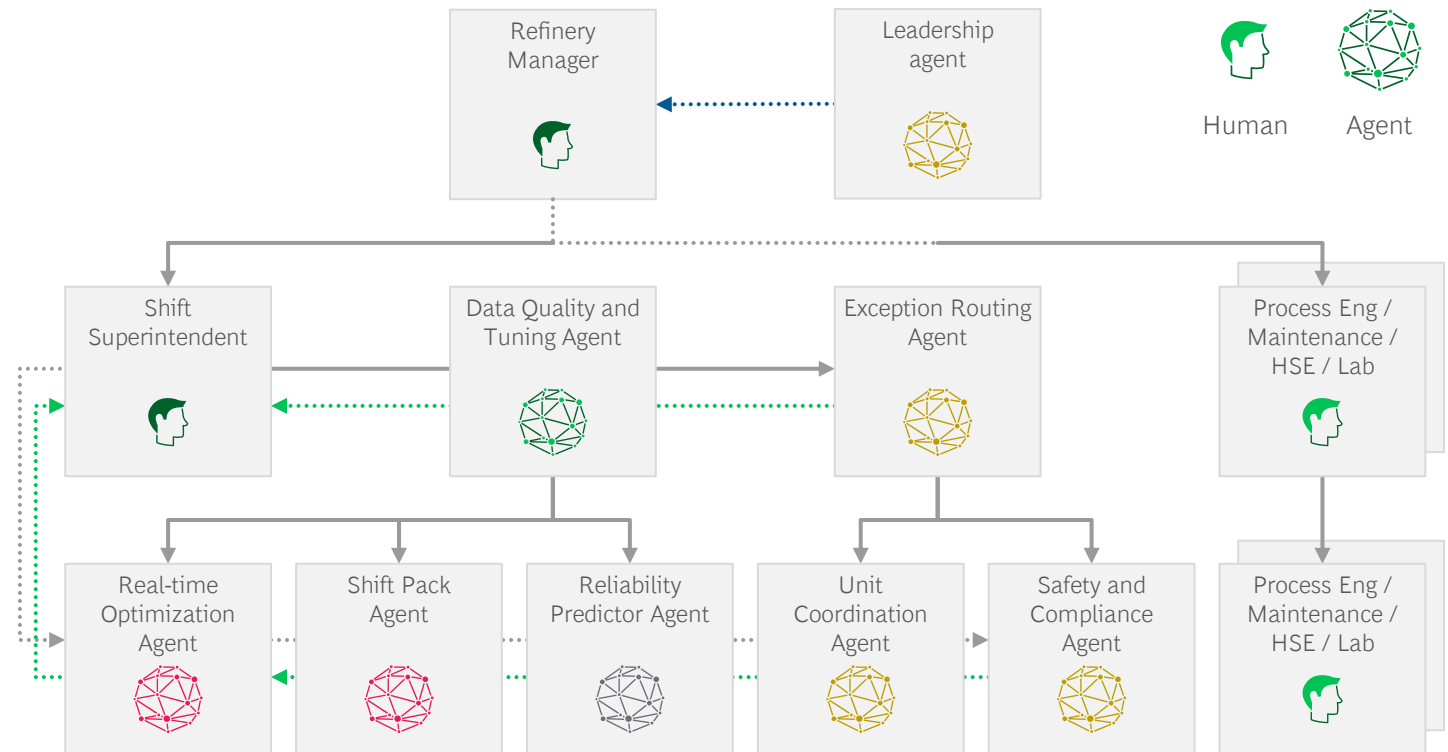 Refinery
Manager
Leadership
agent
Human
Agent
Shift
Superintendent
Data Quality and
Tuning Agent
Exception Routing
Agent
Process Eng /
Maintenance /
HSE / Lab
Real-time
Optimization
Agent
Shift Pack
Agent
Reliability
Predictor Agent
Unit
Coordination
Agent
Safety and
Compliance
Agent
Process Eng /
Maintenance /
HSE / Lab